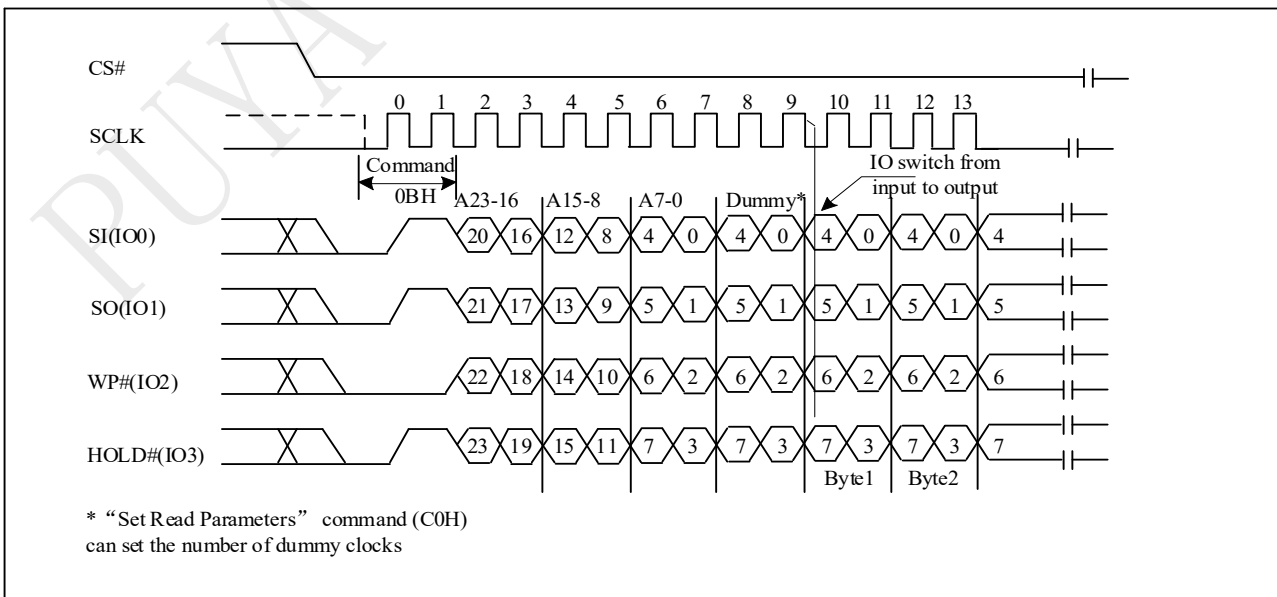 PUYA
CS#
0 1 2 3 4 5 6 7 8 9 10 11 12 13
SCLK
Command
0BH
IO switch from
input to output
A23-16 A15-8 A7-0 Dummy*
SI(IO0) 20 16 12 8 4 0 4 0 4 0 4 0 4
SO(IO1) 21 17 13 9 5 1 5 1 5 1 5 1 5
WP#(IO2) 22 18 14 10 6 2 6 2 6 2 6 2 6
HOLD#(IO3) 23 19 15 11 7 3 7 3 7 3 7 3 7
Byte1 Byte2
* “Set Read Parameters” command (C0H)
can set the number of dummy clocks